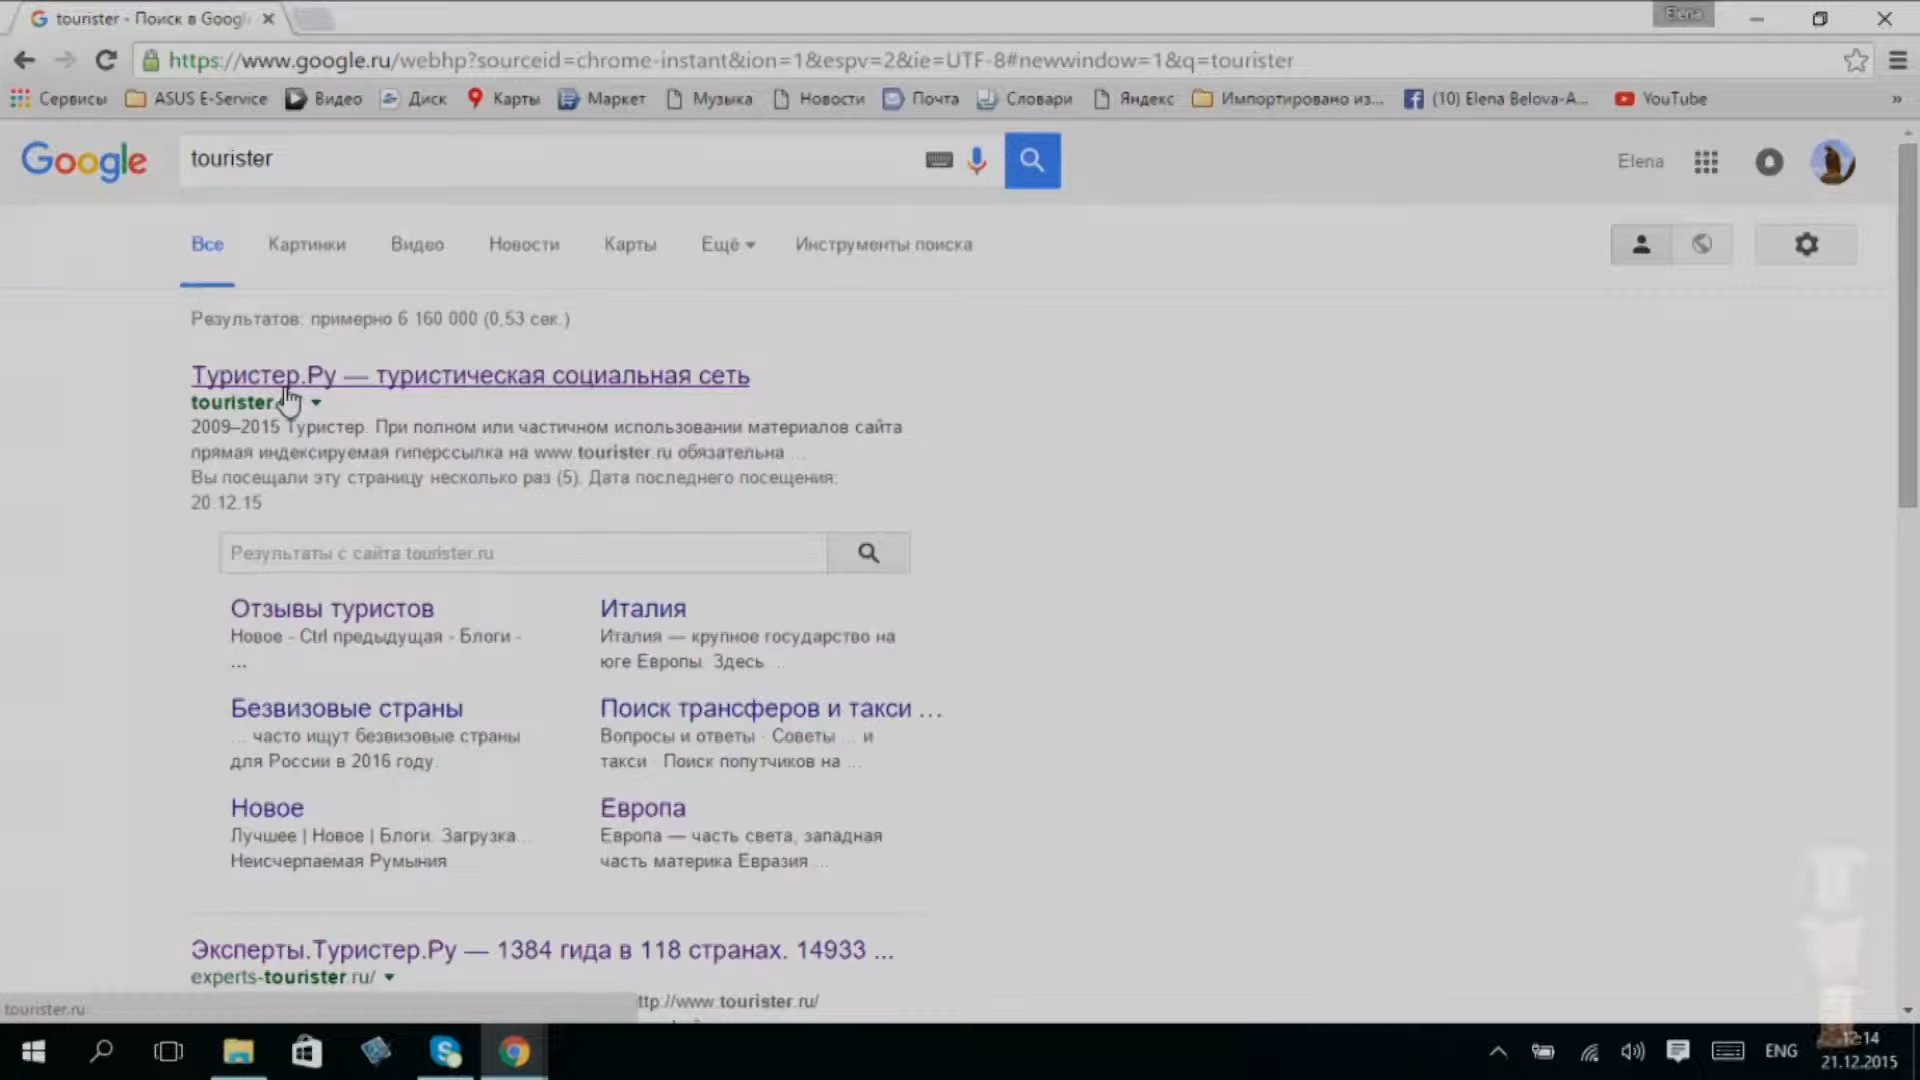 tourister - Поиск в Googl
Elena
https://www.google.ru/webhp?sourceid=chrome-instant&ion=1&espv=2&ie=UTF-8#newwindow=1&q=tourister
Сервисы ASUS E-Service Видео Диск Карты Маркет Музыка Новости Почта Словари Яндекс Импортировано из... (10) Elena Belova-A... YouTube »
Google tourister Elena
Все Картинки Видео Новости Карты Ещё Инструменты поиска
Результатов: примерно 6 160 000 (0,53 сек.)
Туристер.Ру — туристическая социальная сеть
tourister.
2009–2015 Туристер. При полном или частичном использовании материалов сайта
прямая индексируемая гиперссылка на www.tourister.ru обязательна ...
Вы посещали эту страницу несколько раз (5). Дата последнего посещения:
20.12.15
Результаты с сайта tourister.ru
Отзывы туристов
Новое - Ctrl предыдущая - Блоги -
...
Италия
Италия — крупное государство на
юге Европы. Здесь ...
Безвизовые страны
... часто ищут безвизовые страны
для России в 2016 году.
Поиск трансферов и такси ...
Вопросы и ответы · Советы ... и
такси · Поиск попутчиков на ...
Новое
Лучшее | Новое | Блоги. Загрузка...
Неисчерпаемая Румыния
Европа
Европа — часть света, западная
часть материка Евразия ...
Эксперты.Туристер.Ру — 1384 гида в 118 странах. 14933 ...
experts-tourister.ru/
ttp://www.tourister.ru/
tourister.ru
ENG
12:14
21.12.2015